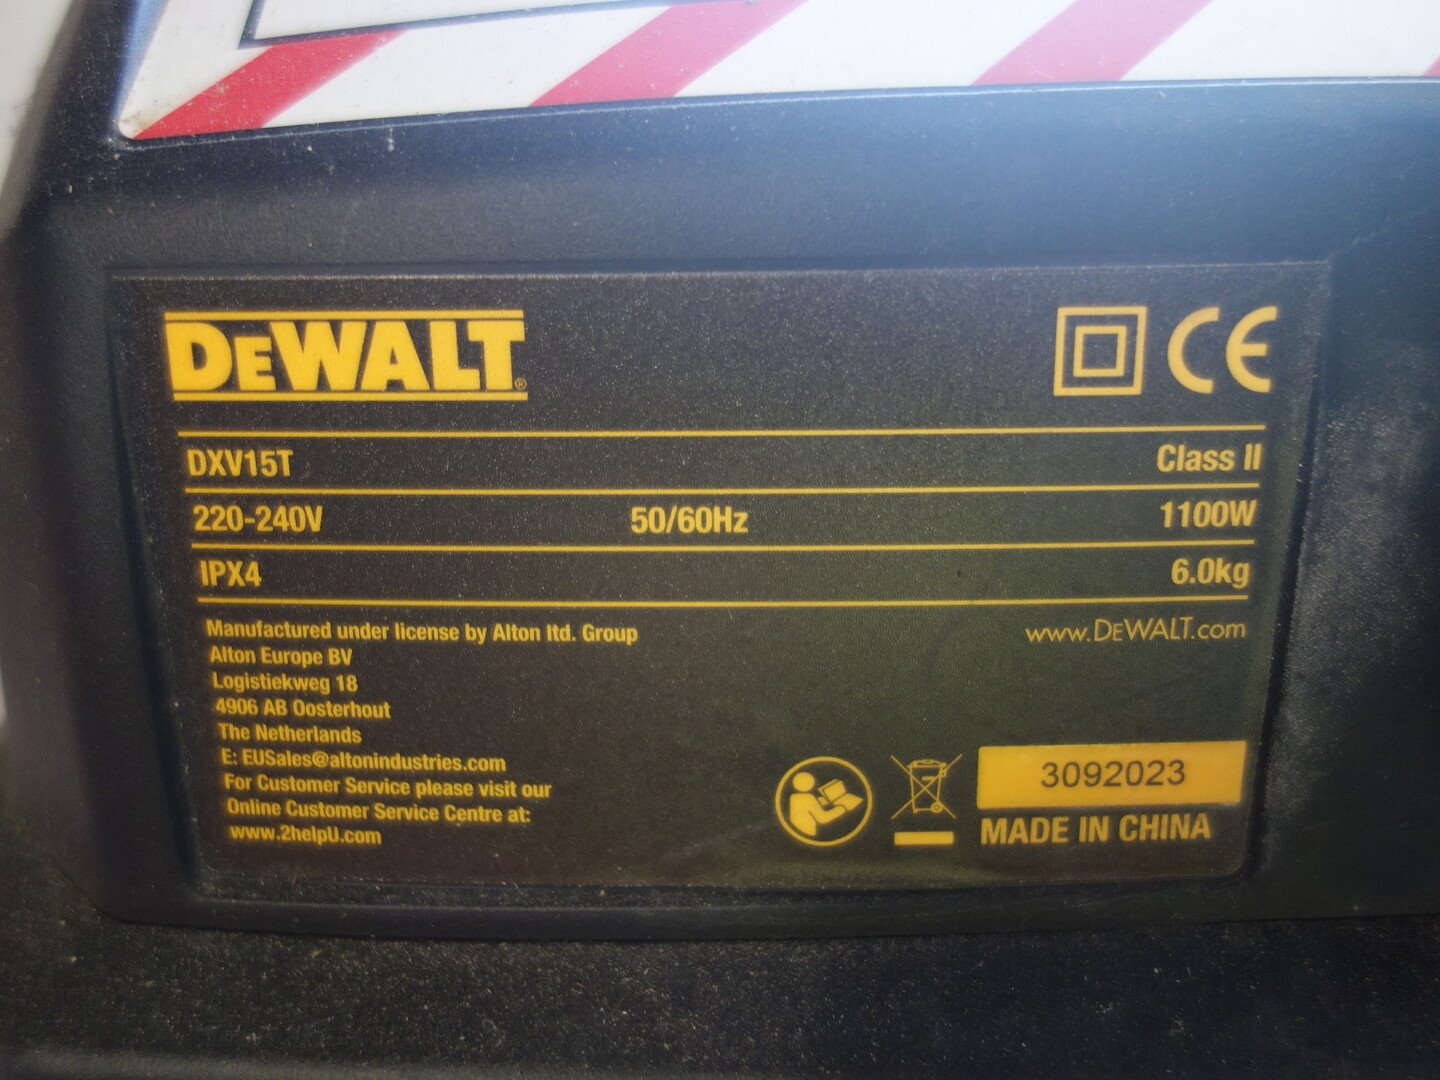 DEWALT®
CE
DXV15T Class II
220-240V 50/60Hz 1100W
IPX4 6.0kg
Manufactured under license by Alton ltd. Group
Alton Europe BV
Logistiekweg 18
4906 AB Oosterhout
The Netherlands
E: EUSales@altonindustries.com
For Customer Service please visit our
Online Customer Service Centre at:
www.2helpU.com
www.DEWALT.com
3092023
MADE IN CHINA